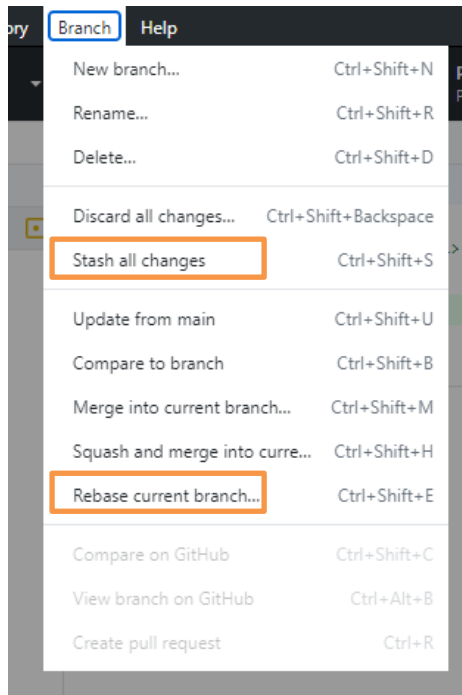 ory Branch Help
New branch... Ctrl+Shift+N
Rename... Ctrl+Shift+R
Delete... Ctrl+Shift+D
Discard all changes... Ctrl+Shift+Backspace
Stash all changes Ctrl+Shift+S
Update from main Ctrl+Shift+U
Compare to branch Ctrl+Shift+B
Merge into current branch... Ctrl+Shift+M
Squash and merge into curre... Ctrl+Shift+H
Rebase current branch... Ctrl+Shift+E
Compare on GitHub Ctrl+Shift+C
View branch on GitHub Ctrl+Alt+B
Create pull request Ctrl+R